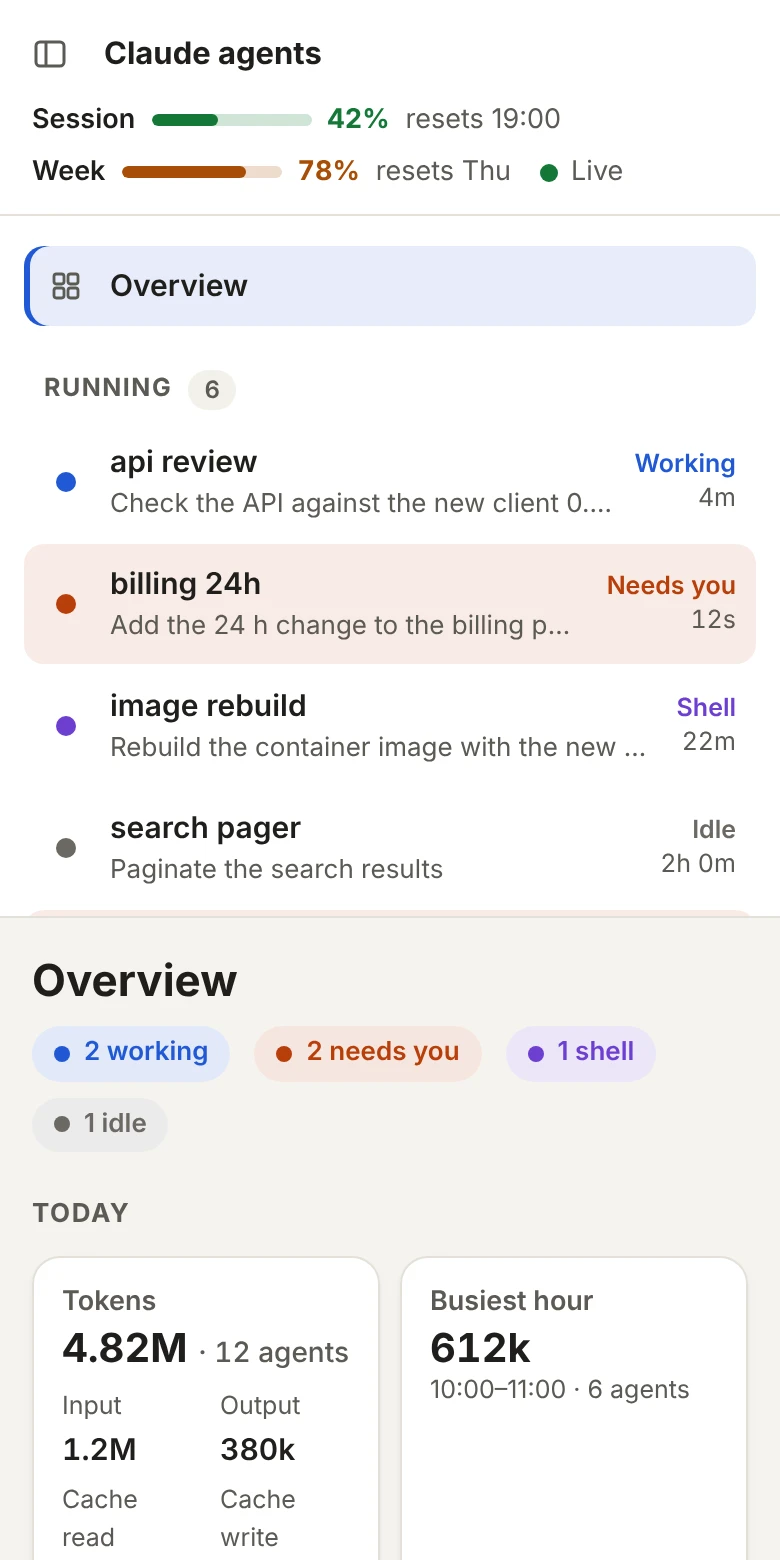 Claude agents
Session 42% resets 19:00
Week 78% resets Thu Live
Overview
RUNNING 6
api review Working
Check the API against the new client 0.... 4m
billing 24h Needs you
Add the 24 h change to the billing p... 12s
image rebuild Shell
Rebuild the container image with the new ... 22m
search pager Idle
Paginate the search results 2h 0m
Overview
2 working 2 needs you 1 shell
1 idle
TODAY
Tokens
4.82M · 12 agents
Input Output
1.2M 380k
Cache read Cache write
Busiest hour
612k
10:00–11:00 · 6 agents